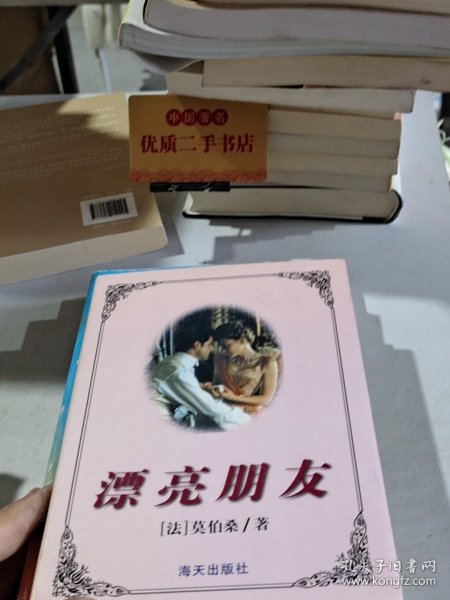 中国著名
优质二手书店
漂亮朋友
[法]莫伯桑/著
海天出版社
孔夫子旧书网
www.kongfz.com